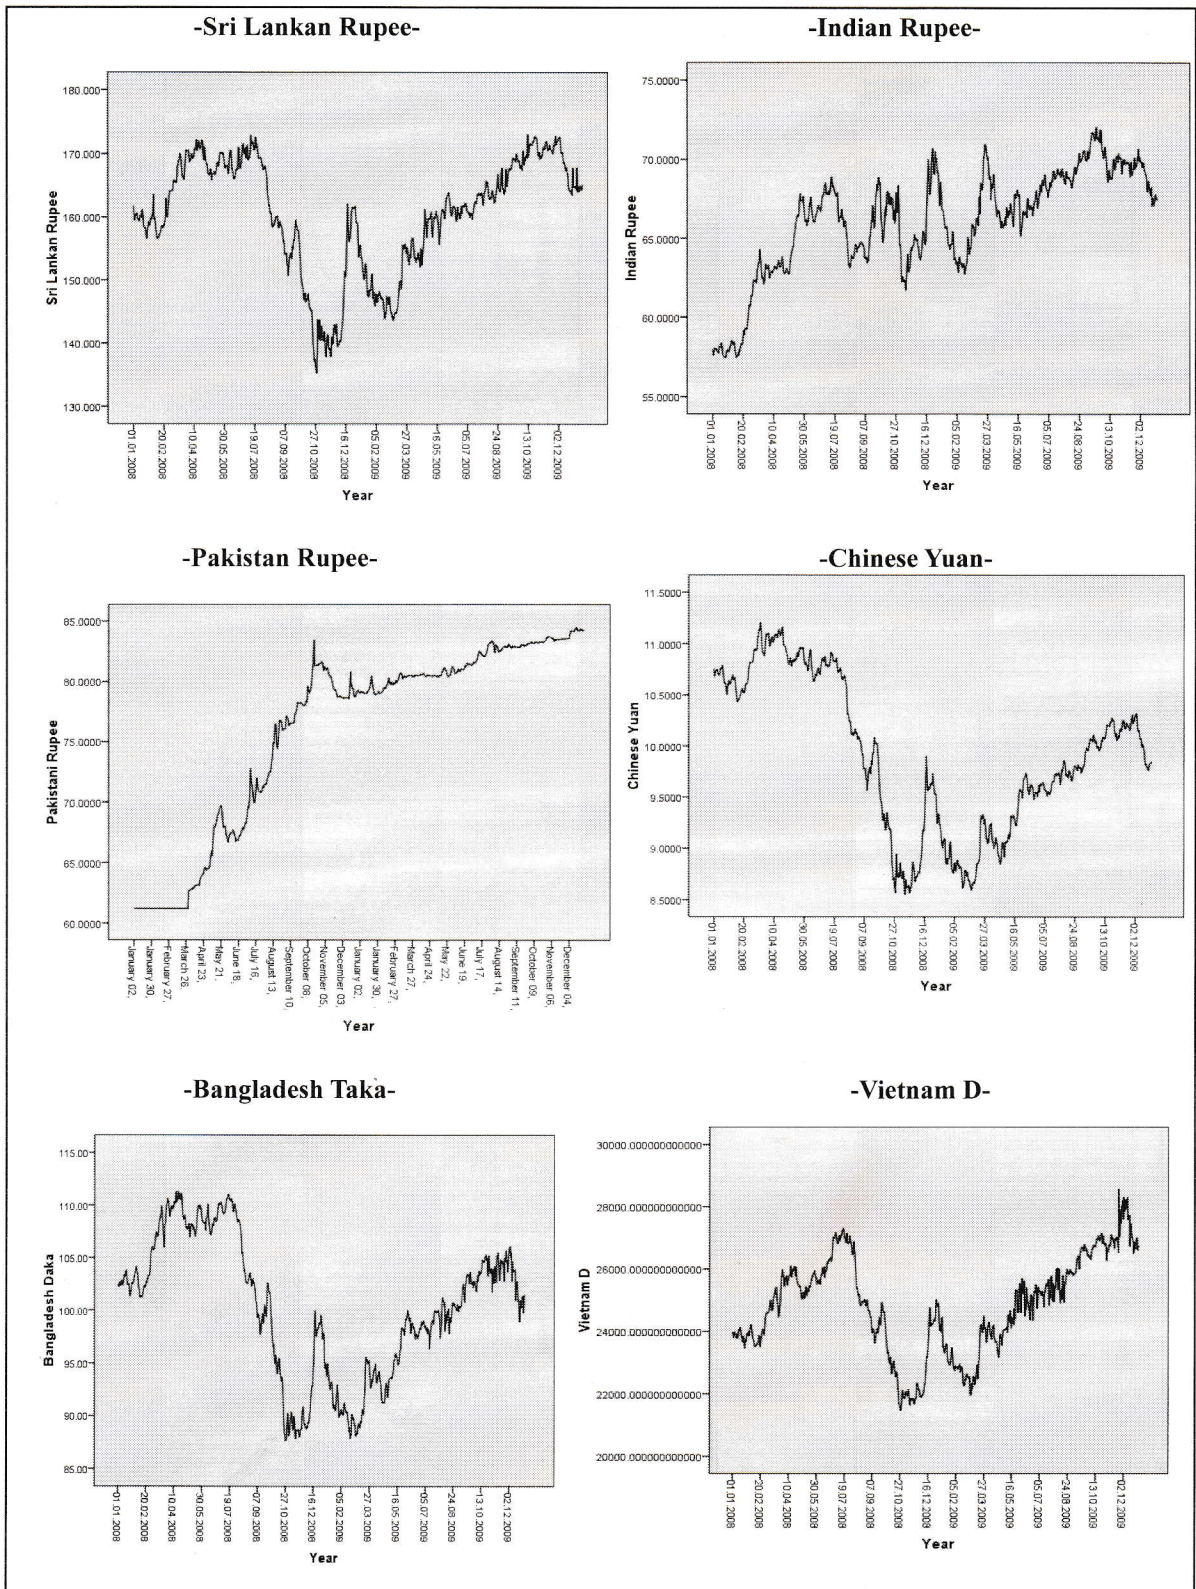 -Sri Lankan Rupee-
180.000
170.000
160.000
150.000
140.000
130.000
Sri Lankan Rupee
01.01.2008
20.02.2008
10.04.2008
30.05.2008
19.07.2008
07.09.2008
27.10.2008
16.12.2008
05.02.2009
27.03.2009
16.05.2009
05.07.2009
24.08.2009
13.10.2009
02.12.2009
Year
-Indian Rupee-
75.0000
70.0000
65.0000
60.0000
55.0000
Indian Rupee
01.01.2008
20.02.2008
10.04.2008
30.05.2008
19.07.2008
07.09.2008
27.10.2008
16.12.2008
05.02.2009
27.03.2009
16.05.2009
05.07.2009
24.08.2009
13.10.2009
02.12.2009
Year
-Pakistan Rupee-
85.0000
80.0000
75.0000
70.0000
65.0000
60.0000
Pakistani Rupee
January 02,
January 30,
February 27,
March 26,
April 23,
May 21,
June 18,
July 16,
August 13,
September 10,
October 08,
November 05,
December 03,
January 02,
January 30,
February 27,
March 27,
April 24,
May 22,
June 19,
July 17,
August 14,
September 11,
October 09,
November 06,
December 04,
Year
-Chinese Yuan-
11.5000
11.0000
10.5000
10.0000
9.5000
9.0000
8.5000
Chinese Yuan
01.01.2008
20.02.2008
10.04.2008
30.05.2008
19.07.2008
07.09.2008
27.10.2008
16.12.2008
05.02.2009
27.03.2009
16.05.2009
05.07.2009
24.08.2009
13.10.2009
02.12.2009
Year
-Bangladesh Taka-
115.00
110.00
105.00
100.00
95.00
90.00
85.00
Bangladesh Daka
01.01.2008
20.02.2008
10.04.2008
30.05.2008
19.07.2008
07.09.2008
27.10.2008
16.12.2008
05.02.2009
27.03.2009
16.05.2009
05.07.2009
24.08.2009
13.10.2009
02.12.2009
Year
-Vietnam D-
30000.000000000000
28000.000000000000
26000.000000000000
24000.000000000000
22000.000000000000
20000.000000000000
Vietnam D
01.01.2008
20.02.2008
10.04.2008
30.05.2008
19.07.2008
07.09.2008
27.10.2008
16.12.2008
05.02.2009
27.03.2009
16.05.2009
05.07.2009
24.08.2009
13.10.2009
02.12.2009
Year